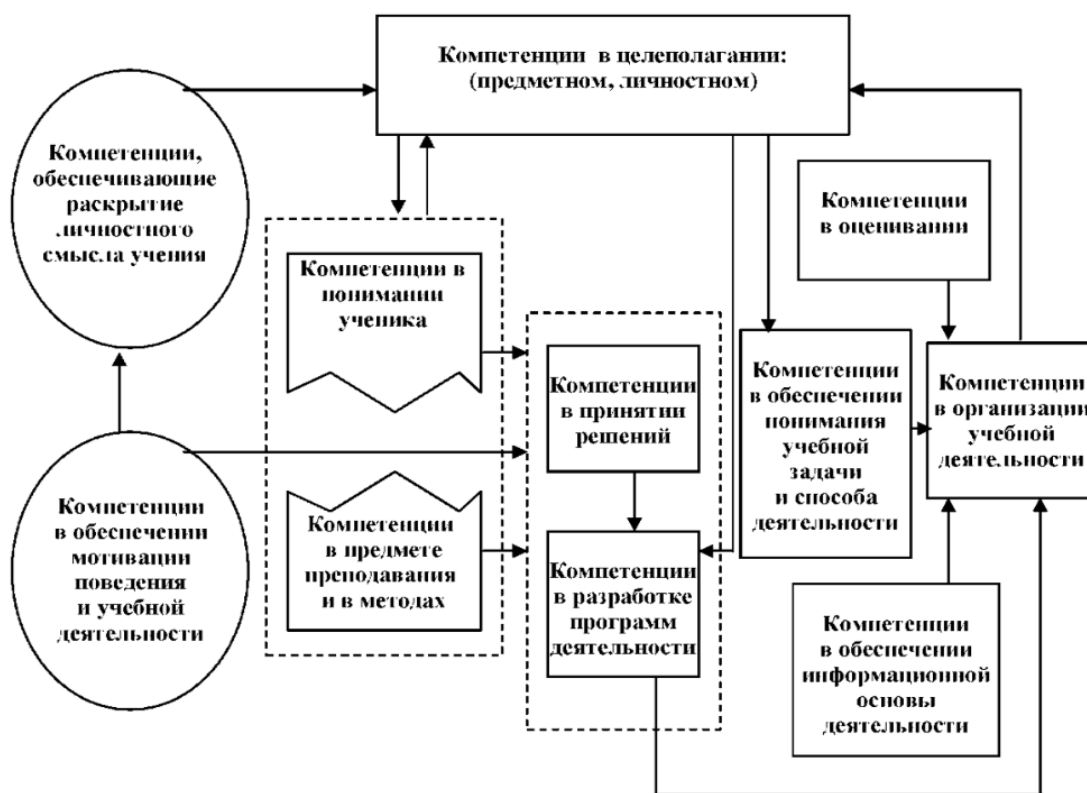 Компетенции в целеполагании:
(предметном, личностном)
Компетенции,
обеспечивающие
раскрытие
личностного
смысла учения
Компетенции
в оценивании
Компетенции в
понимании
ученика
Компетенции
в принятии
решений
Компетенции
в обеспечении
понимания
учебной
задачи
и способа
деятельности
Компетенции
в организации
учебной
деятельности
Компетенции
в обеспечении
мотивации
поведения
и учебной
деятельности
Компетенции
в предмете
преподавания
и в методах
Компетенции
в разработке
программ
деятельности
Компетенции
в обеспечении
информационной
основы
деятельности